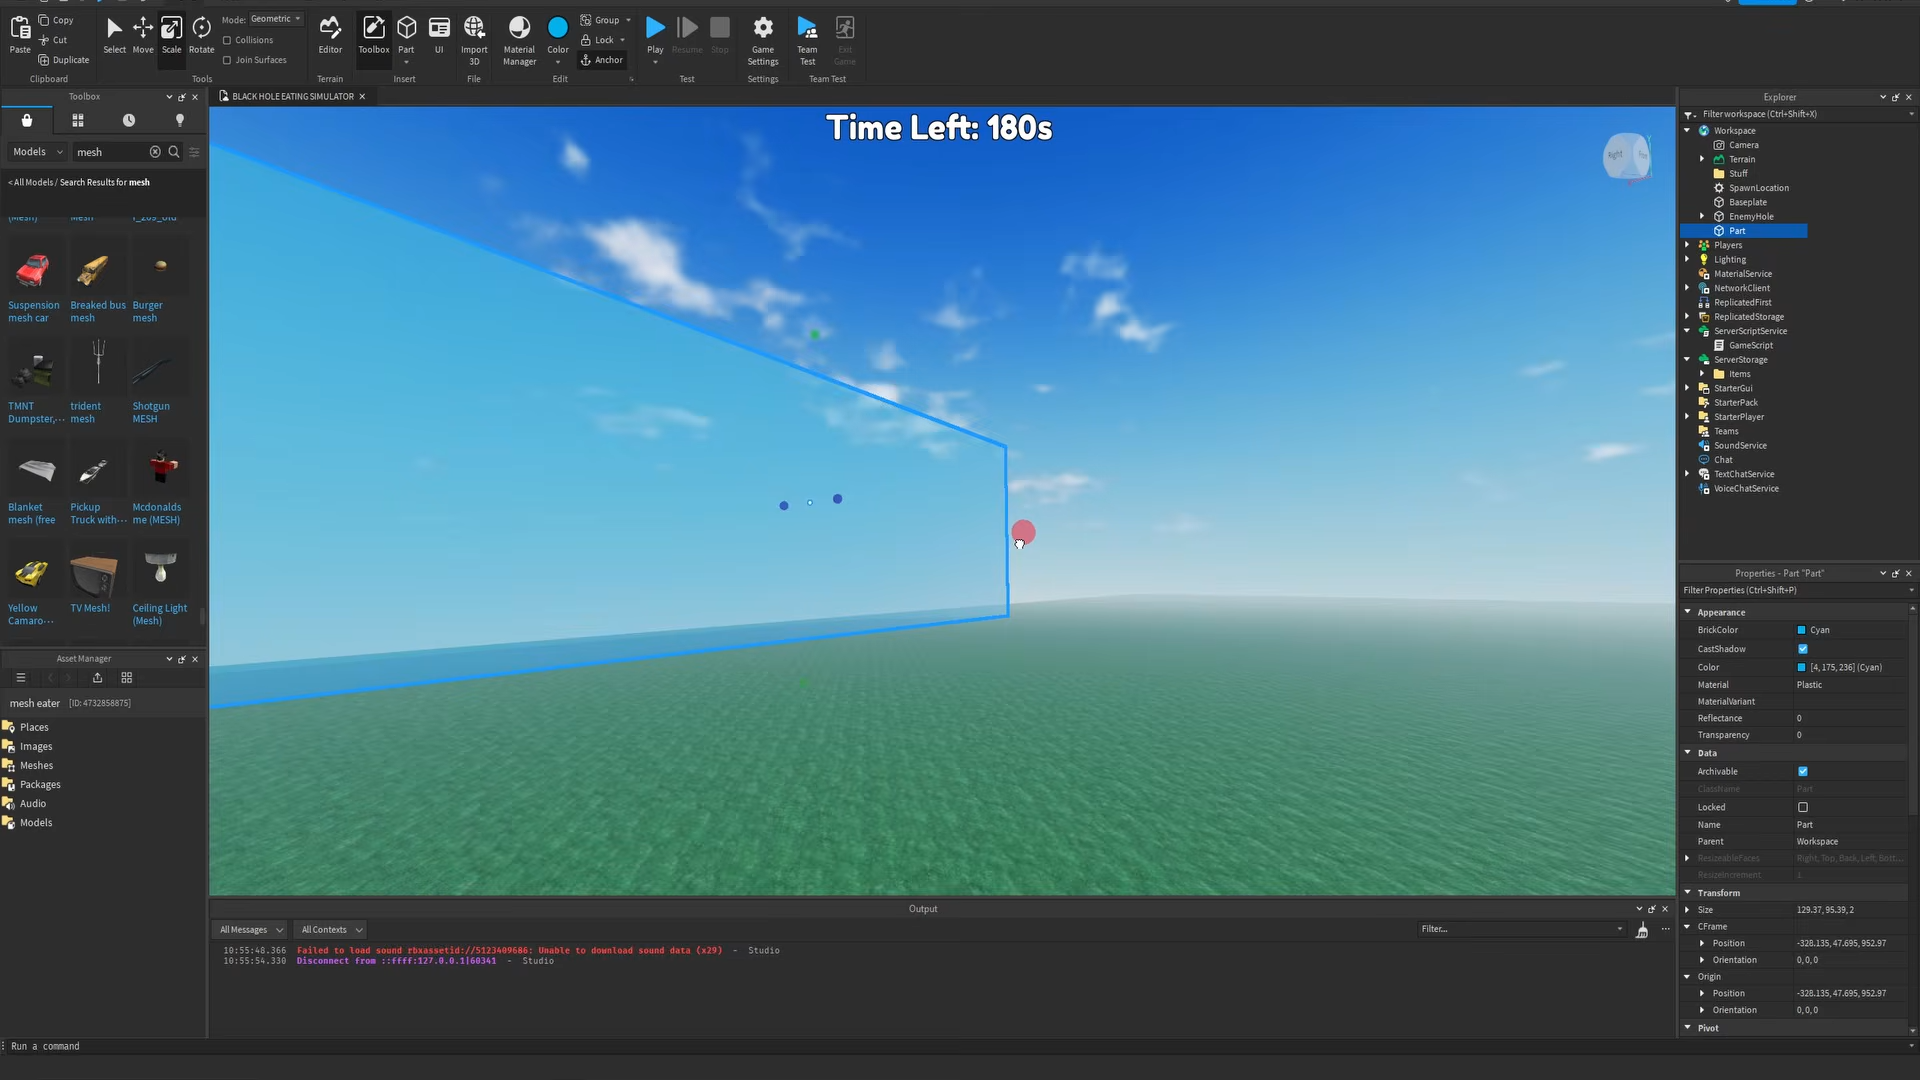 Copy
Cut
Duplicate
Paste
Clipboard
Select
Move
Scale
Rotate
Mode: Geometric
Collisions
Join Surfaces
Tools
Editor
Terrain
Toolbox
Part
UI
Insert
Import
3D
File
Material
Manager
Color
Group
Lock
Anchor
Edit
Play
Resume
Stop
Test
Game
Settings
Settings
Team
Test
Exit
Game
Team Test
Toolbox
BLACK HOLE EATING SIMULATOR
Models
mesh
< All Models / Search Results for mesh
(Mesh)
Mesh
Suspension
mesh car
Breaked bus
mesh
Burger
mesh
TMNT
Dumpster,...
trident
mesh
Shotgun
MESH
Blanket
mesh (free
Pickup
Truck with...
Mcdonalds
me (MESH)
Yellow
Camaro...
TV Mesh!
Ceiling Light
(Mesh)
Asset Manager
mesh eater [ID: 4732858875]
Places
Images
Meshes
Packages
Audio
Models
Time Left: 180s
Right
Output
All Messages
All Contexts
Filter...
10:55:48.366 Failed to load sound rbxassetid://5123409686: Unable to download sound data (x29) - Studio
10:55:54.330 Disconnect from ::ffff:127.0.0.1|60341 - Studio
Run a command
Explorer
Filter workspace (Ctrl+Shift+X)
Workspace
Camera
Terrain
Stuff
SpawnLocation
Baseplate
EnemyHole
Part
Players
Lighting
MaterialService
NetworkClient
ReplicatedFirst
ReplicatedStorage
ServerScriptService
GameScript
ServerStorage
Items
StarterGui
StarterPack
StarterPlayer
Teams
SoundService
Chat
TextChatService
VoiceChatService
Properties - Part "Part"
Filter Properties (Ctrl+Shift+P)
Appearance
BrickColor Cyan
CastShadow
Color [4, 175, 236] (Cyan)
Material Plastic
MaterialVariant
Reflectance 0
Transparency 0
Data
Archivable
ClassName Part
Locked
Name Part
Parent Workspace
ResizeableFaces Right, Top, Back, Left, Bott...
ResizeIncrement 1
Transform
Size 129.37, 95.39, 2
CFrame
Position -328.135, 47.695, 952.97
Orientation 0, 0, 0
Origin
Position -328.135, 47.695, 952.97
Orientation 0, 0, 0
Pivot